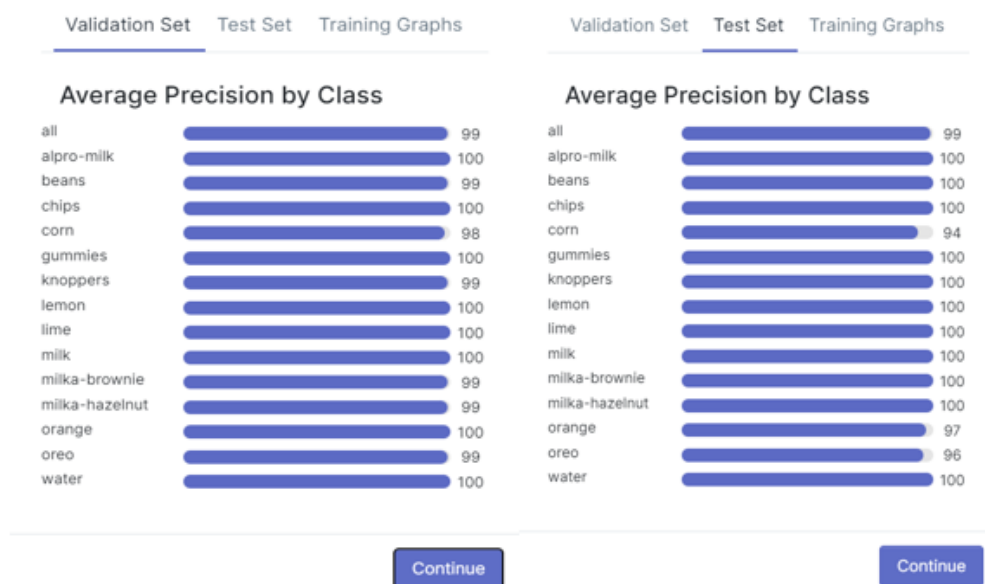 Validation Set Test Set Training Graphs
Average Precision by Class
all 99
alpro-milk 100
beans 99
chips 100
corn 98
gummies 100
knoppers 99
lemon 100
lime 100
milk 100
milka-brownie 99
milka-hazelnut 99
orange 100
oreo 99
water 100
Continue
Validation Set Test Set Training Graphs
Average Precision by Class
all 99
alpro-milk 100
beans 100
chips 100
corn 94
gummies 100
knoppers 100
lemon 100
lime 100
milk 100
milka-brownie 100
milka-hazelnut 100
orange 97
oreo 96
water 100
Continue